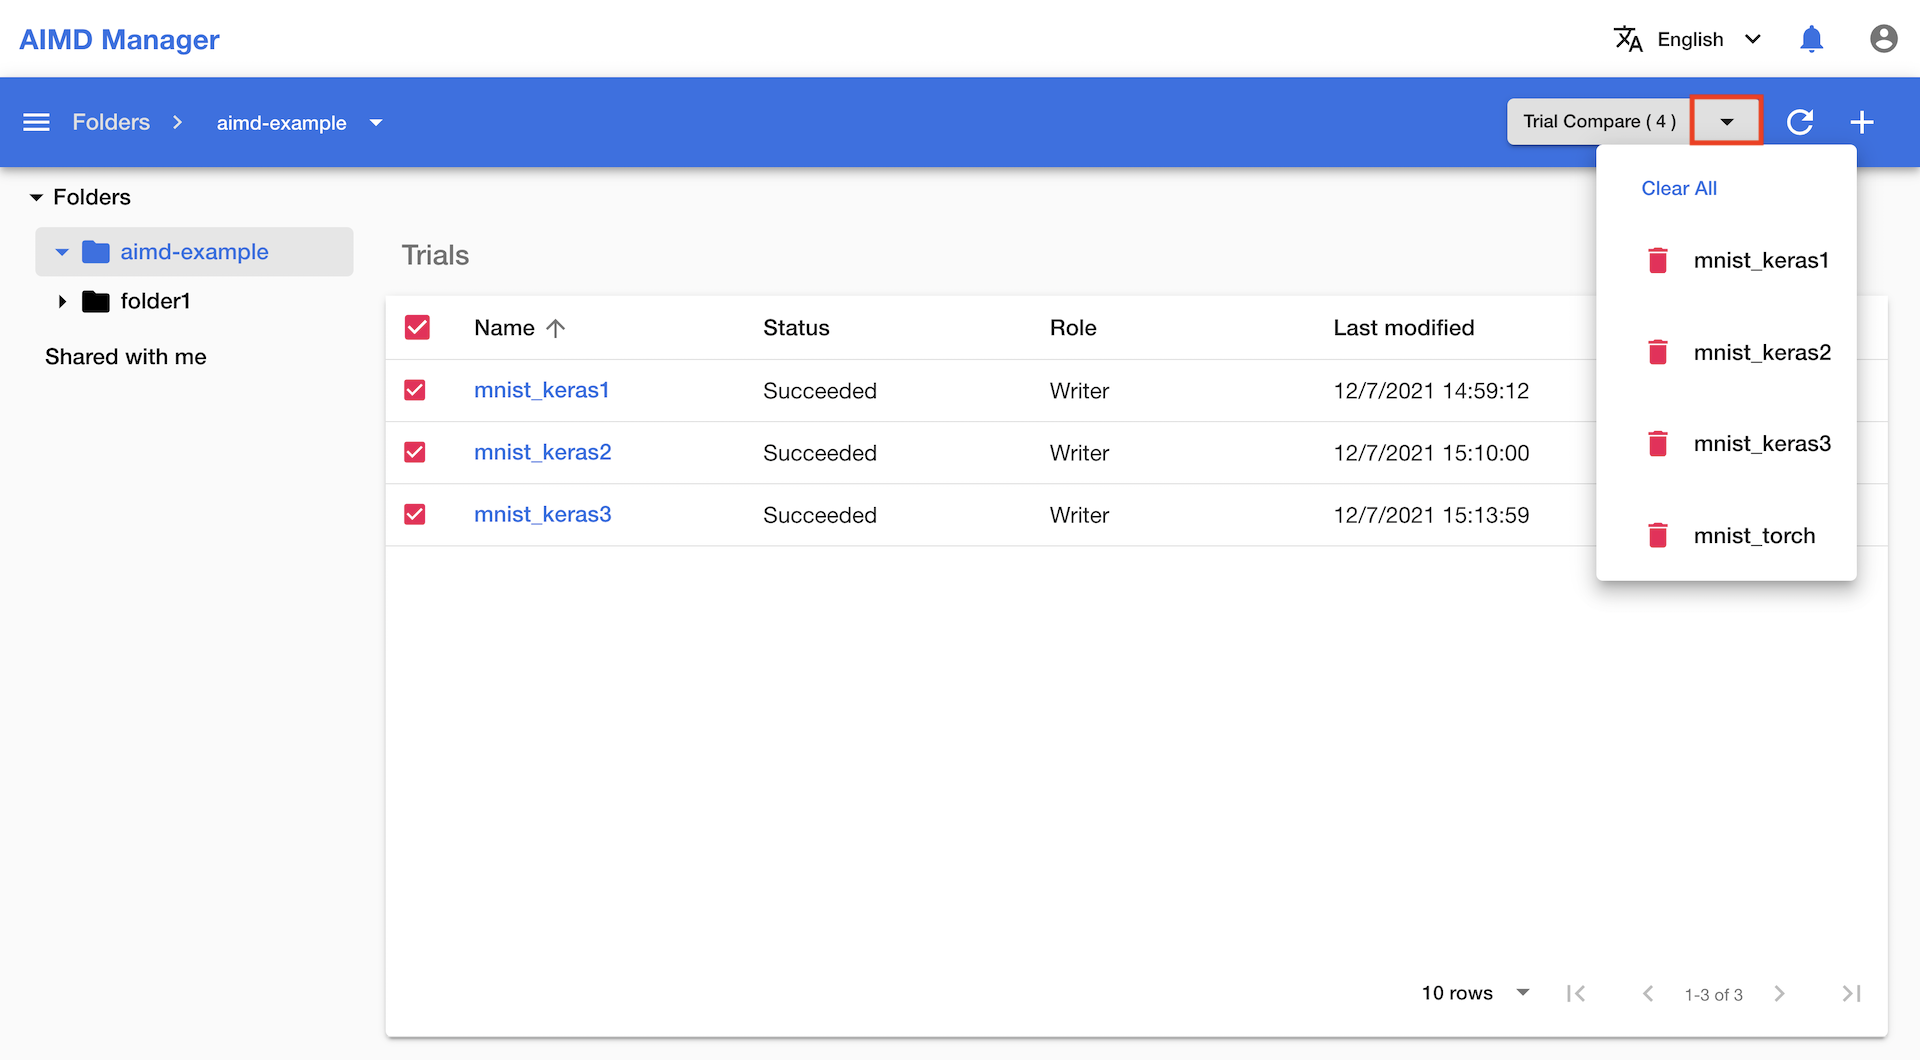 AIMD Manager
English
Folders
aimd-example
Trial Compare ( 4 )
Clear All
mnist_keras1
mnist_keras2
mnist_keras3
mnist_torch
Folders
aimd-example
folder1
Shared with me
Trials
Name Status Role Last modified
mnist_keras1 Succeeded Writer 12/7/2021 14:59:12
mnist_keras2 Succeeded Writer 12/7/2021 15:10:00
mnist_keras3 Succeeded Writer 12/7/2021 15:13:59
10 rows 1-3 of 3